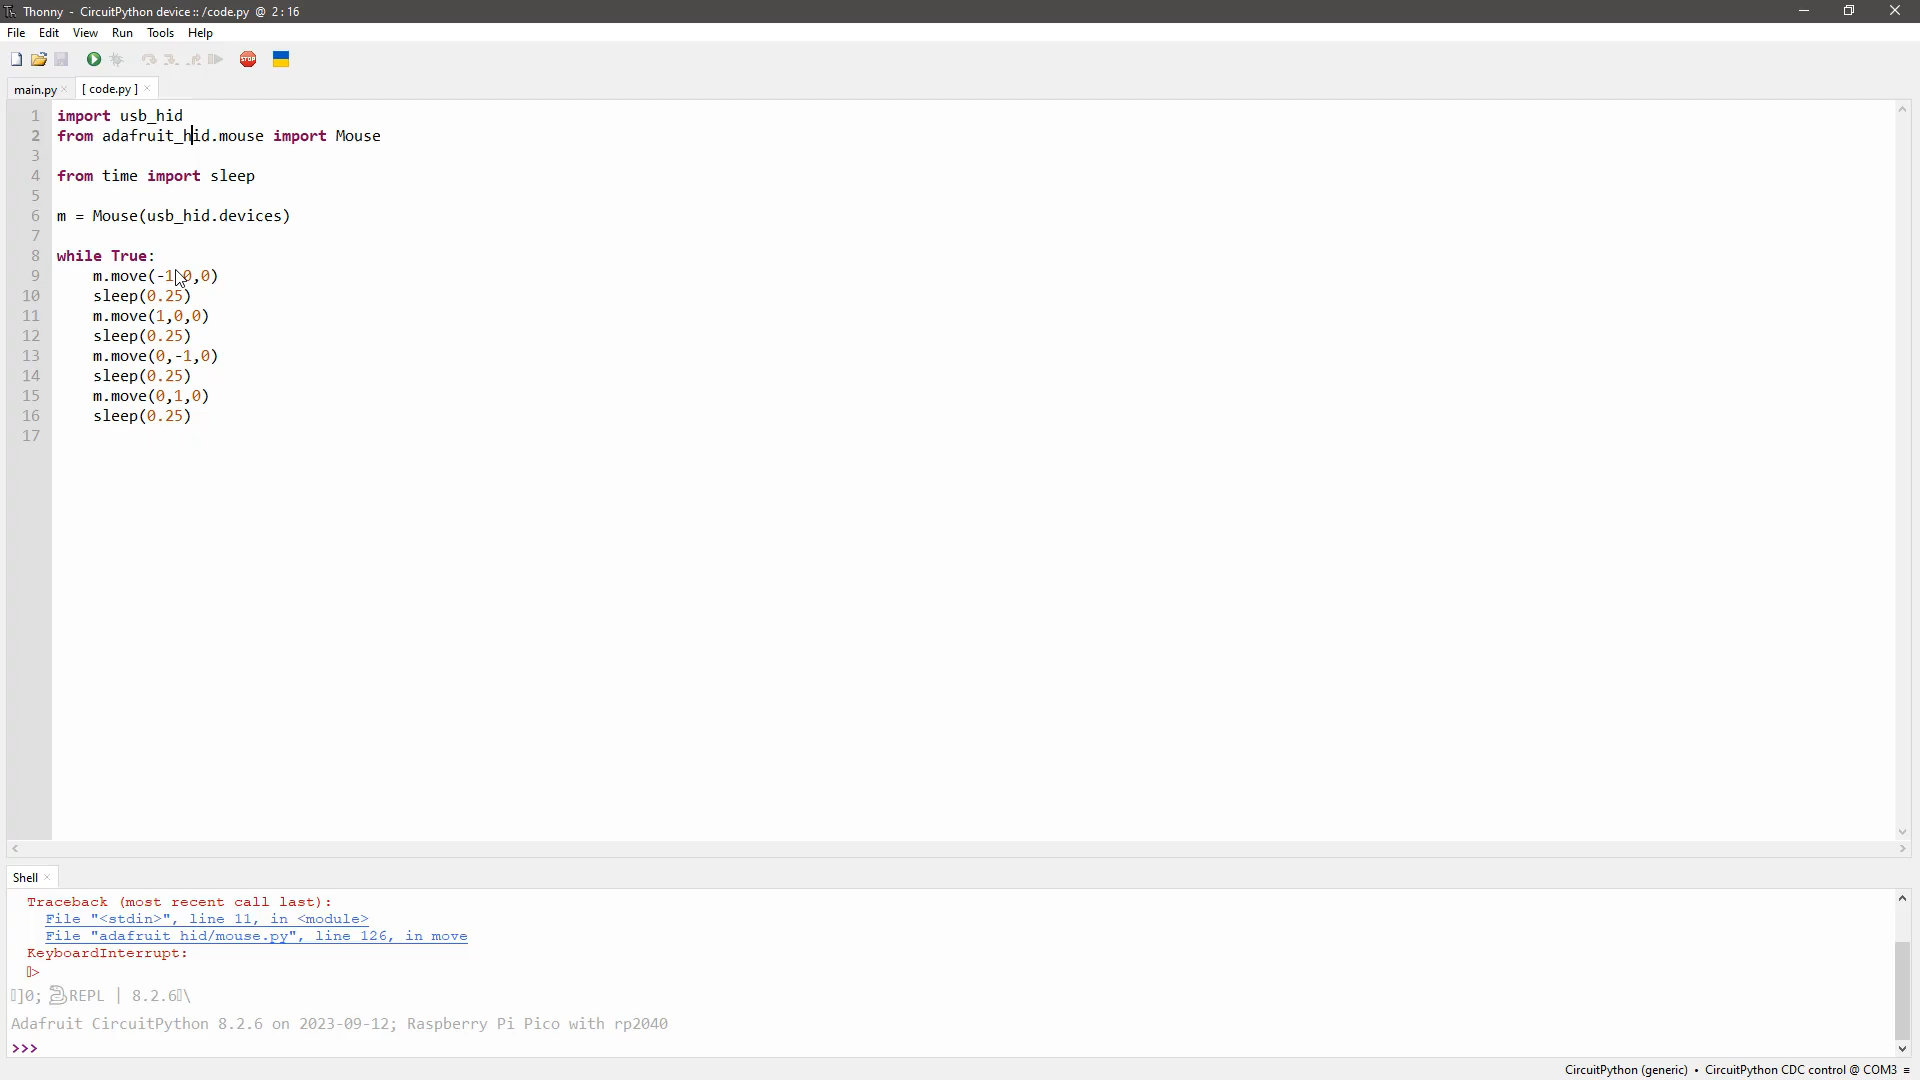 Thonny - CircuitPython device :: /code.py @ 2:16
File Edit View Run Tools Help
STOP
main.py × [ code.py ] ×
1 import usb_hid
2 from adafruit_hid.mouse import Mouse
3
4 from time import sleep
5
6 m = Mouse(usb_hid.devices)
7
8 while True:
9     m.move(-1,0,0)
10     sleep(0.25)
11     m.move(1,0,0)
12     sleep(0.25)
13     m.move(0,-1,0)
14     sleep(0.25)
15     m.move(0,1,0)
16     sleep(0.25)
17
Shell ×
Traceback (most recent call last):
File "<stdin>", line 11, in <module>
File "adafruit_hid/mouse.py", line 126, in move
KeyboardInterrupt:
>
]0; 🐍REPL | 8.2.6\
Adafruit CircuitPython 8.2.6 on 2023-09-12; Raspberry Pi Pico with rp2040
>>>
CircuitPython (generic) • CircuitPython CDC control @ COM3 ≡